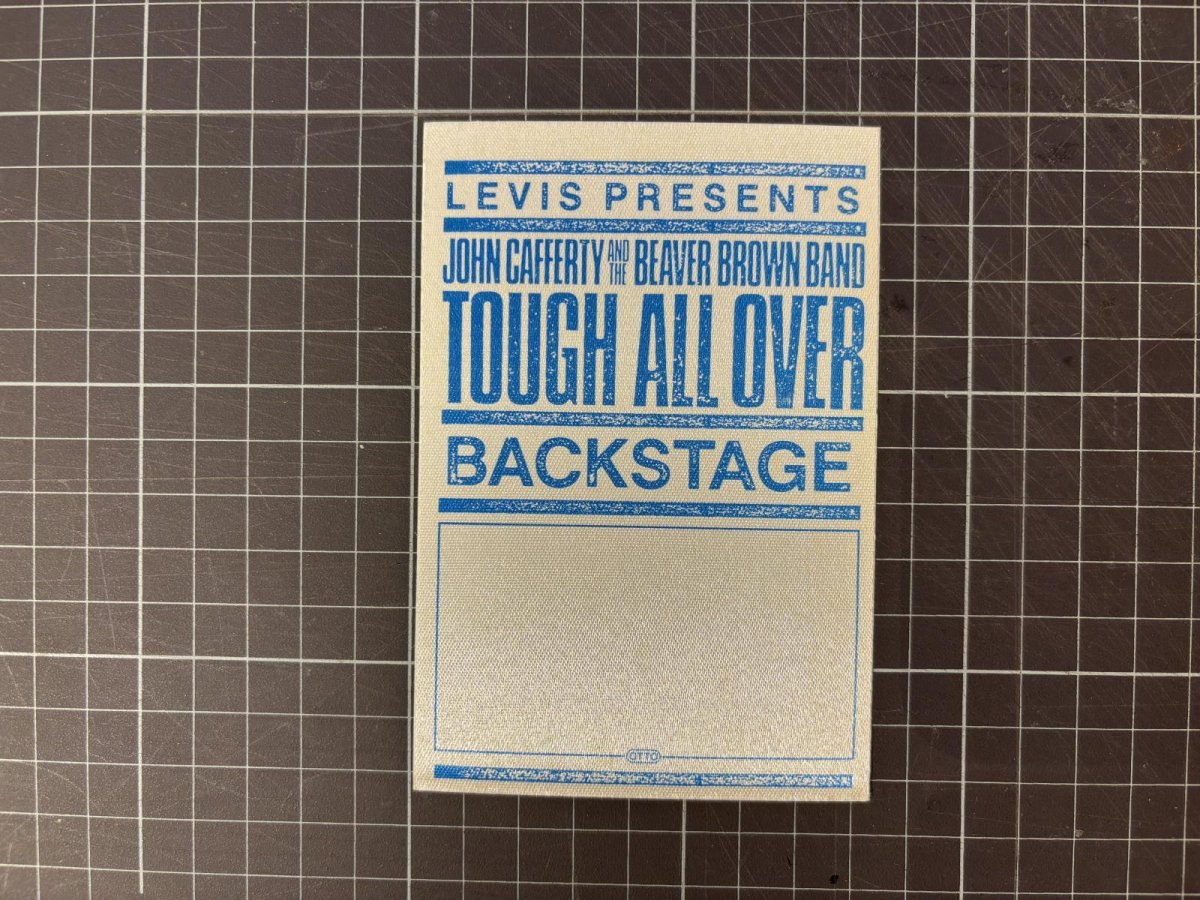 LEVIS PRESENTS
JOHN CAFFERTY AND THE BEAVER BROWN BAND
TOUGH ALL OVER
BACKSTAGE
OTTO